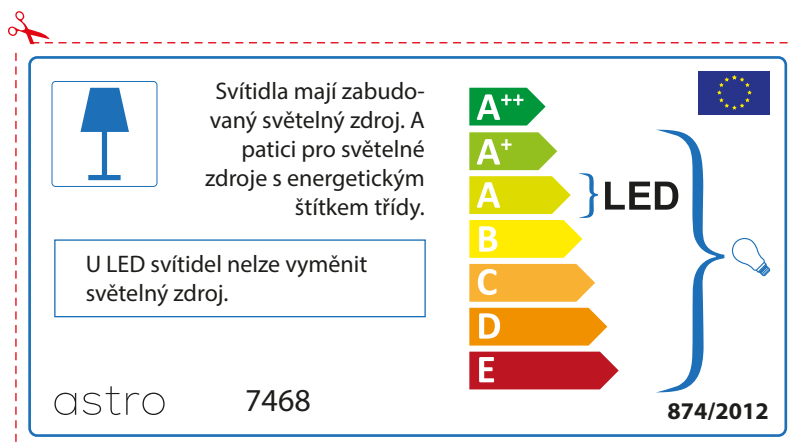 Svítidla mají zabudo-
vaný světelný zdroj. A
patici pro světelné
zdroje s energetickým
štítkem třídy.
U LED svítidel nelze vyměnit
světelný zdroj.
A++
A+
A
B
C
D
E
LED
astro
7468
874/2012